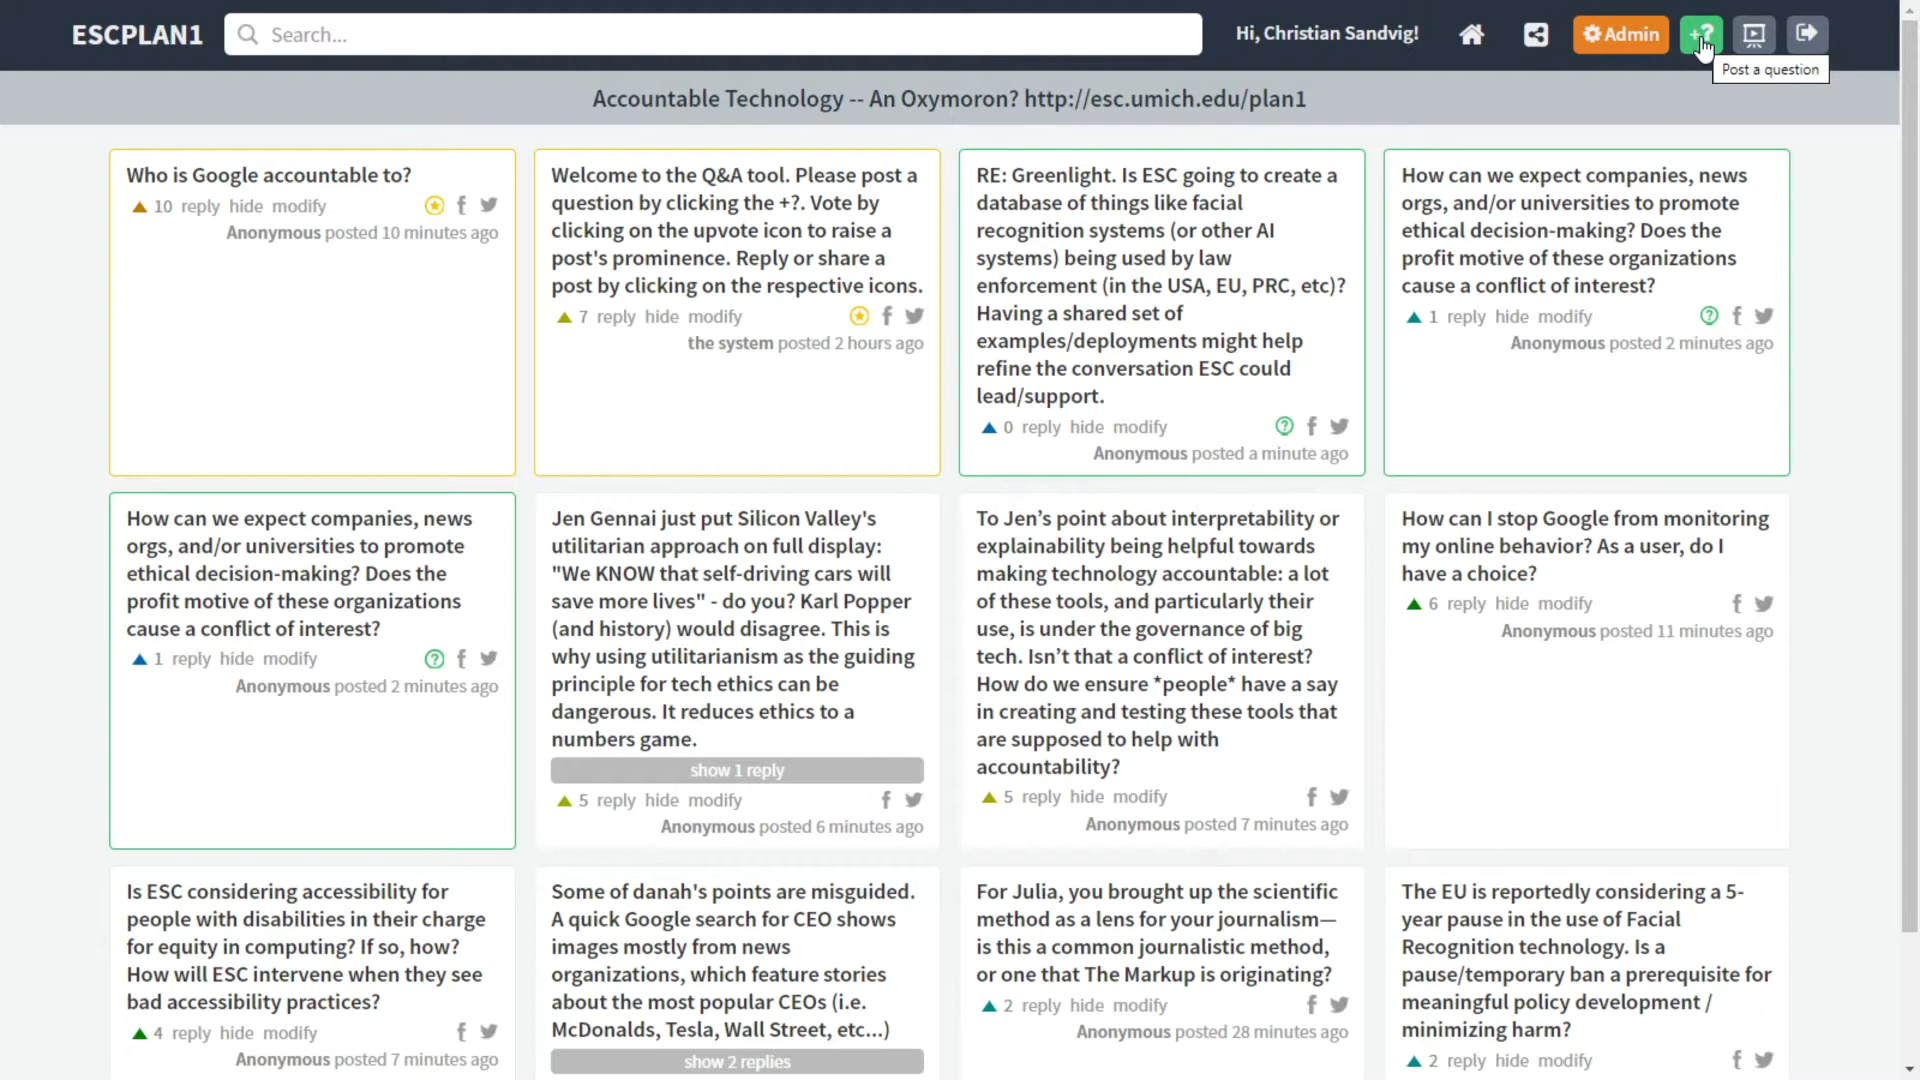 ESCPLAN1
Search...
Hi, Christian Sandvig!
Admin
+?
Post a question
Accountable Technology -- An Oxymoron? http://esc.umich.edu/plan1
Who is Google accountable to?
10 reply hide modify
Anonymous posted 10 minutes ago
Welcome to the Q&A tool. Please post a
question by clicking the +?. Vote by
clicking on the upvote icon to raise a
post's prominence. Reply or share a
post by clicking on the respective icons.
7 reply hide modify
the system posted 2 hours ago
RE: Greenlight. Is ESC going to create a
database of things like facial
recognition systems (or other AI
systems) being used by law
enforcement (in the USA, EU, PRC, etc)?
Having a shared set of
examples/deployments might help
refine the conversation ESC could
lead/support.
0 reply hide modify
Anonymous posted a minute ago
How can we expect companies, news
orgs, and/or universities to promote
ethical decision-making? Does the
profit motive of these organizations
cause a conflict of interest?
1 reply hide modify
Anonymous posted 2 minutes ago
How can we expect companies, news
orgs, and/or universities to promote
ethical decision-making? Does the
profit motive of these organizations
cause a conflict of interest?
1 reply hide modify
Anonymous posted 2 minutes ago
Jen Gennai just put Silicon Valley's
utilitarian approach on full display:
"We KNOW that self-driving cars will
save more lives" - do you? Karl Popper
(and history) would disagree. This is
why using utilitarianism as the guiding
principle for tech ethics can be
dangerous. It reduces ethics to a
numbers game.
show 1 reply
5 reply hide modify
Anonymous posted 6 minutes ago
To Jen’s point about interpretability or
explainability being helpful towards
making technology accountable: a lot
of these tools, and particularly their
use, is under the governance of big
tech. Isn’t that a conflict of interest?
How do we ensure *people* have a say
in creating and testing these tools that
are supposed to help with
accountability?
5 reply hide modify
Anonymous posted 7 minutes ago
How can I stop Google from monitoring
my online behavior? As a user, do I
have a choice?
6 reply hide modify
Anonymous posted 11 minutes ago
Is ESC considering accessibility for
people with disabilities in their charge
for equity in computing? If so, how?
How will ESC intervene when they see
bad accessibility practices?
4 reply hide modify
Anonymous posted 7 minutes ago
Some of danah's points are misguided.
A quick Google search for CEO shows
images mostly from news
organizations, which feature stories
about the most popular CEOs (i.e.
McDonalds, Tesla, Wall Street, etc...)
show 2 replies
For Julia, you brought up the scientific
method as a lens for your journalism—
is this a common journalistic method,
or one that The Markup is originating?
2 reply hide modify
Anonymous posted 28 minutes ago
The EU is reportedly considering a 5-
year pause in the use of Facial
Recognition technology. Is a
pause/temporary ban a prerequisite for
meaningful policy development /
minimizing harm?
2 reply hide modify